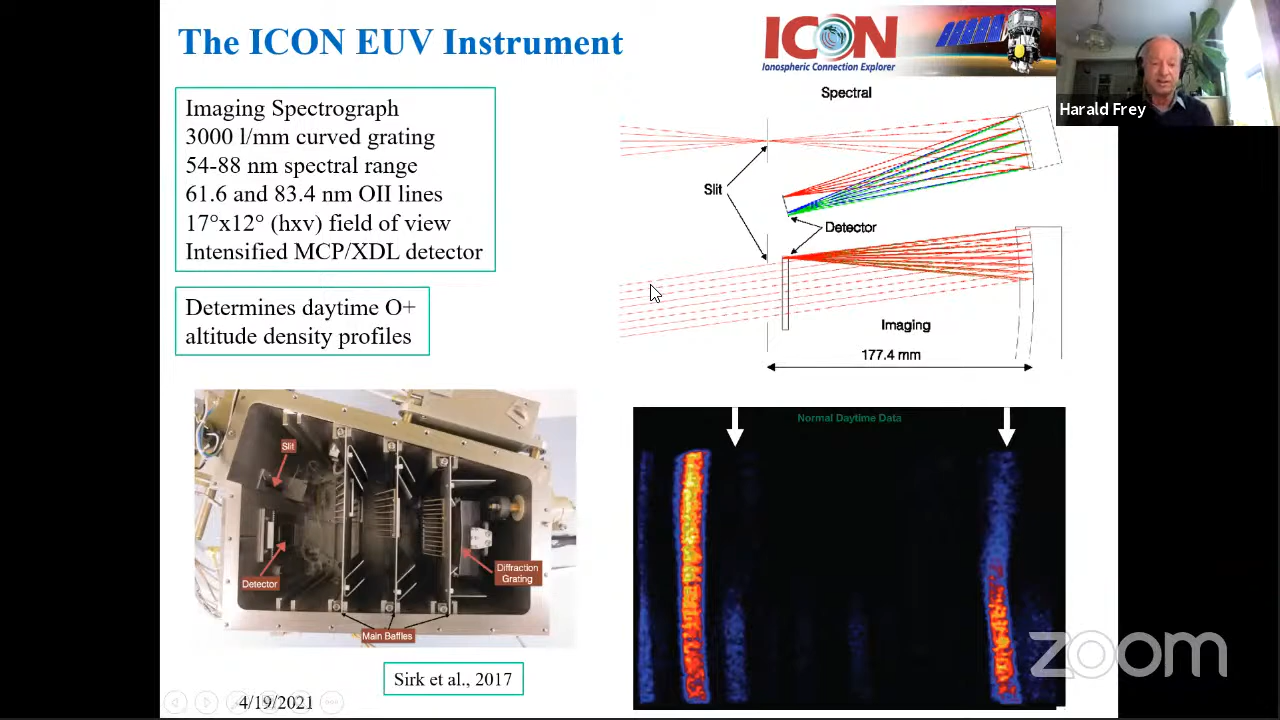 The ICON EUV Instrument
ICON
Ionospheric Connection Explorer
Harald Frey
Imaging Spectrograph
3000 l/mm curved grating
54-88 nm spectral range
61.6 and 83.4 nm OII lines
17°x12° (hxv) field of view
Intensified MCP/XDL detector
Determines daytime O+
altitude density profiles
Spectral
Slit
Detector
Imaging
177.4 mm
Slit
Detector
Diffraction
Grating
Main Baffles
Normal Daytime Data
Sirk et al., 2017
4/19/2021
zoom